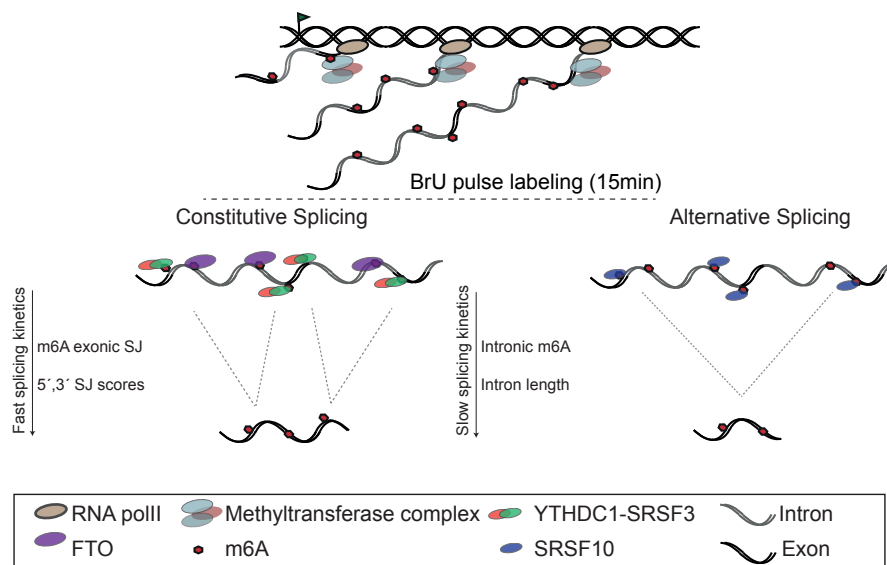 BrU pulse labeling (15min)
Constitutive Splicing
Alternative Splicing
Fast splicing kinetics
m6A exonic SJ
5´,3´ SJ scores
Slow splicing kinetics
Intronic m6A
Intron length
RNA polII
Methyltransferase complex
YTHDC1-SRSF3
Intron
FTO
m6A
SRSF10
Exon